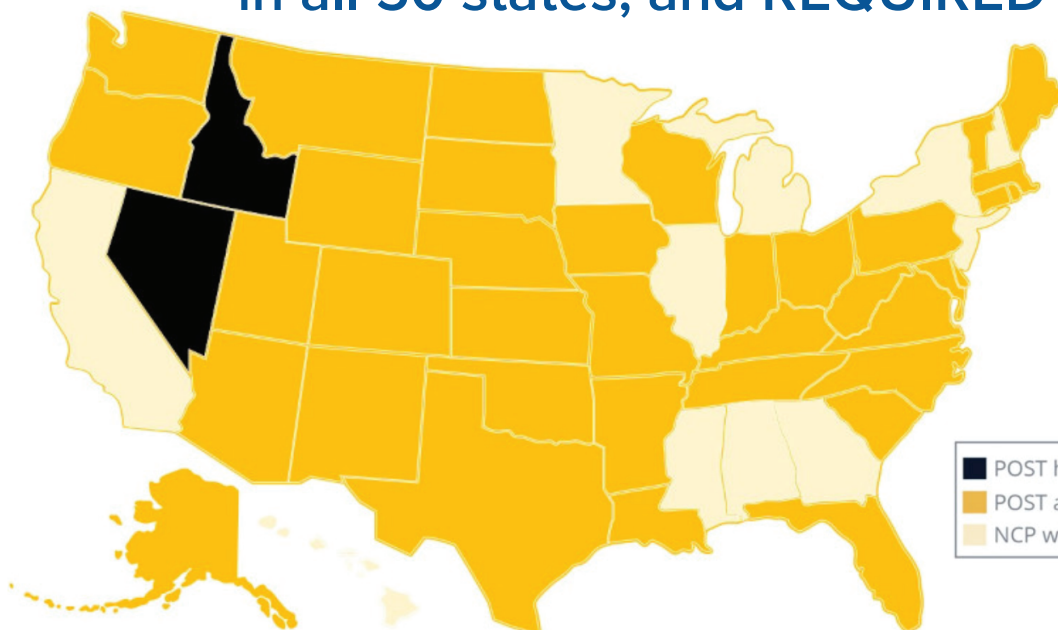 in all 50 states, and REQUIRED
POST
POST a
NCP w